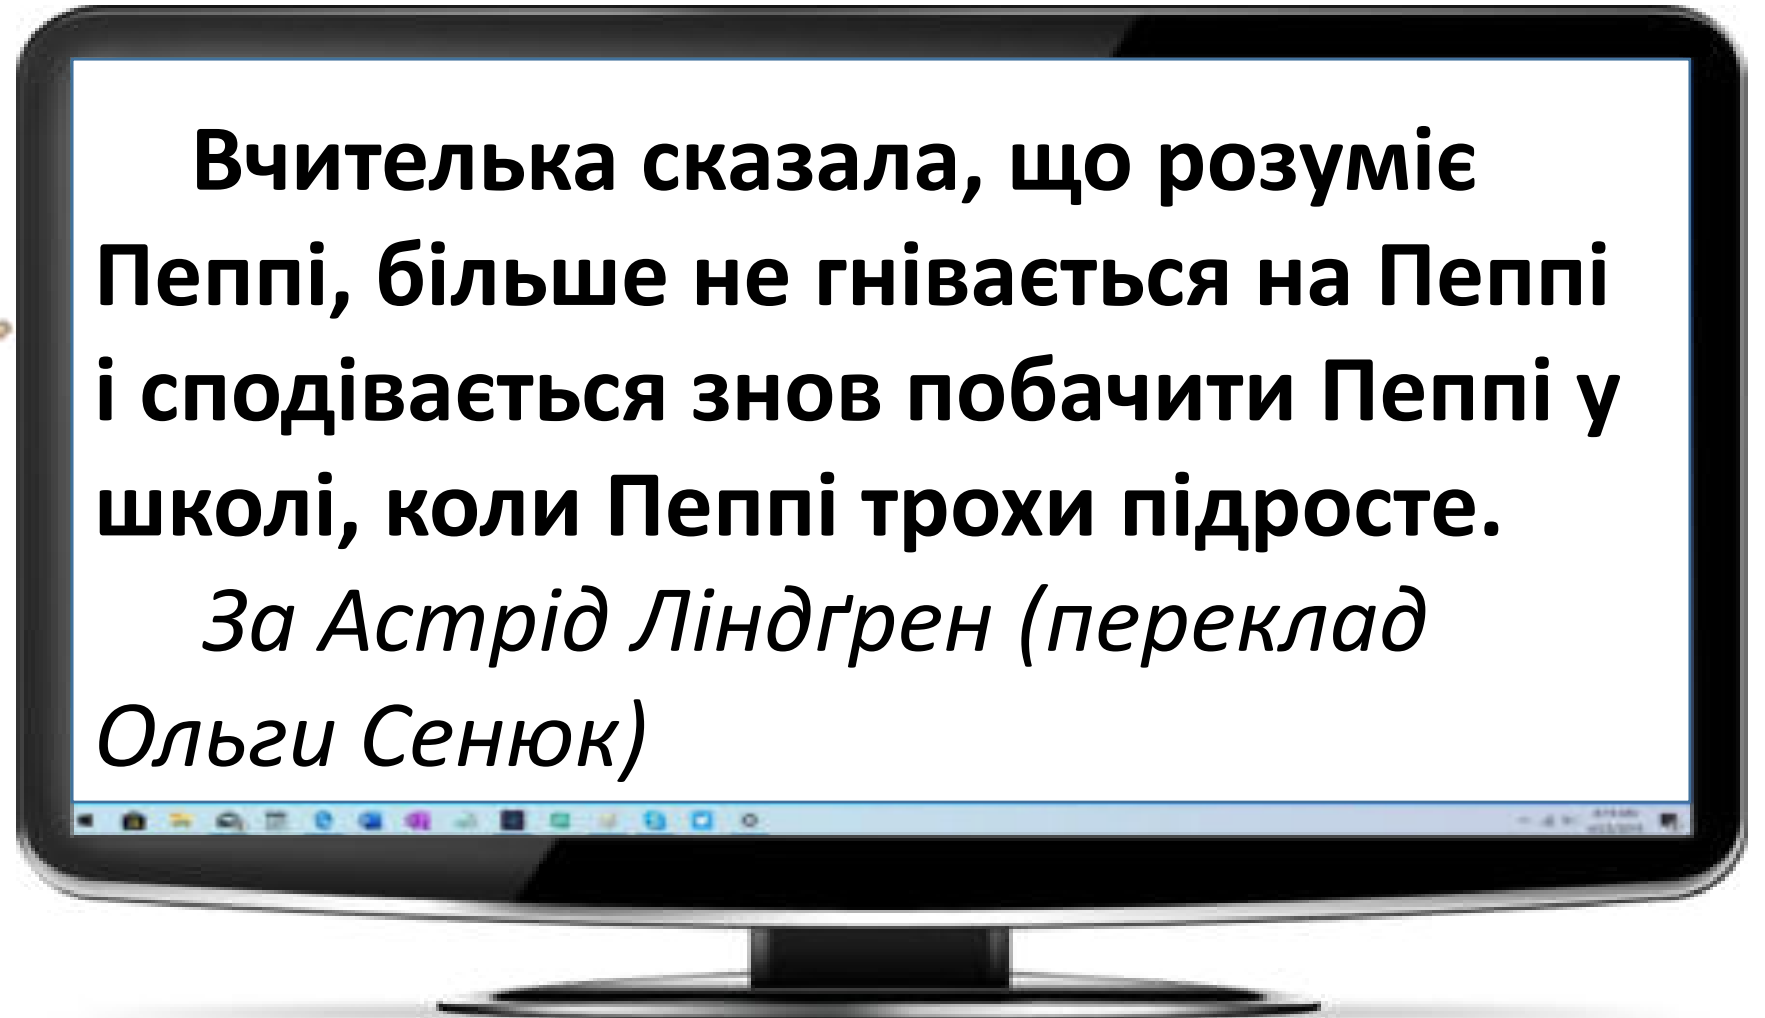 Вчителька сказала, що розуміє
Пеппі, більше не гнівається на Пеппі
і сподівається знов побачити Пеппі у
школі, коли Пеппі трохи підросте.
За Астрід Ліндґрен (переклад
Ольги Сенюк)